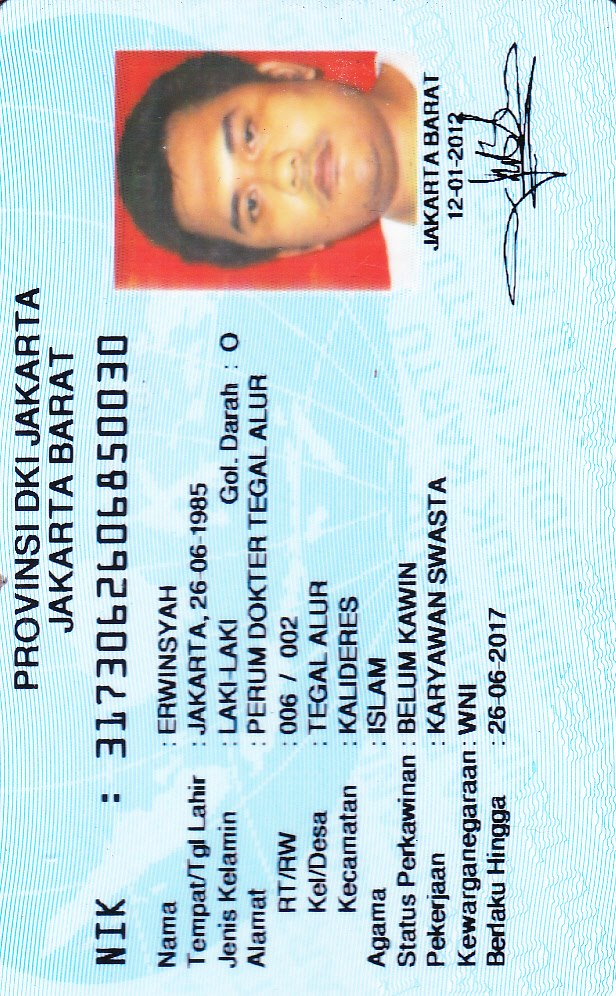 PROVINSI DKI JAKARTA
JAKARTA BARAT
NIK : 3173062606850030
Nama : ERWINSYAH
Tempat/Tgl Lahir : JAKARTA, 26-06-1985
Jenis Kelamin : LAKI-LAKI Gol. Darah : O
Alamat : PERUM DOKTER TEGAL ALUR
RT/RW : 006 / 002
Kel/Desa : TEGAL ALUR
Kecamatan : KALIDERES
Agama : ISLAM
Status Perkawinan : BELUM KAWIN
Pekerjaan : KARYAWAN SWASTA
Kewarganegaraan : WNI
Berlaku Hingga : 26-06-2017
JAKARTA BARAT
12-01-2012